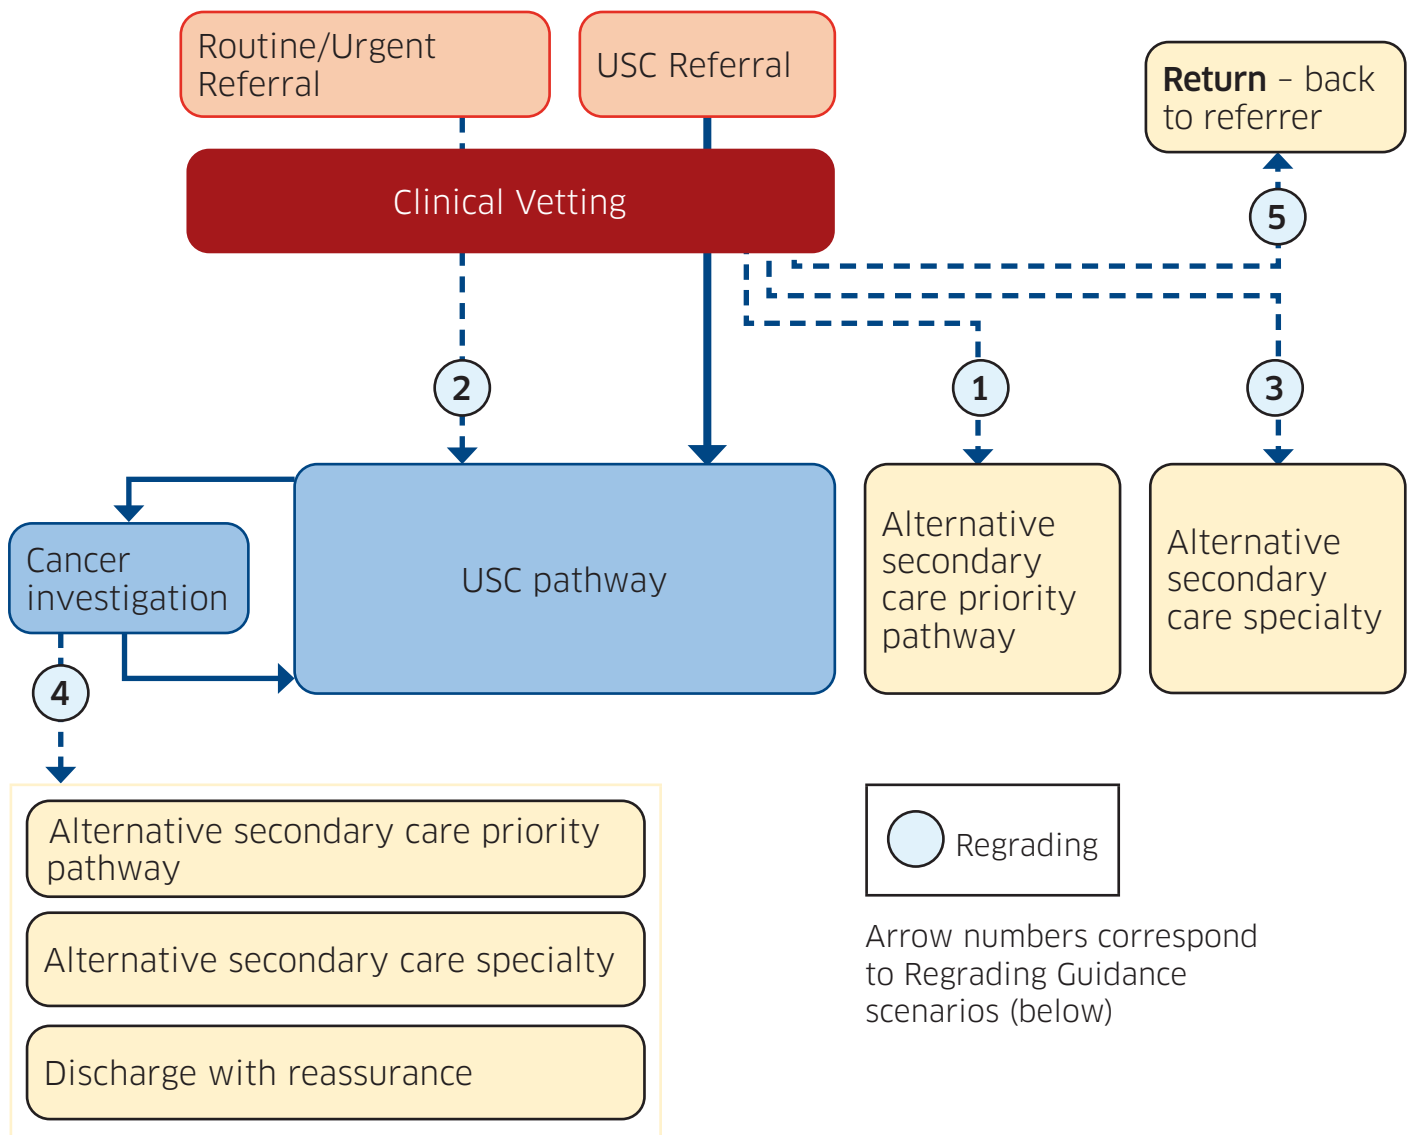 Routine/Urgent
Referral
USC Referral
Return – back
to referrer
Clinical Vetting
5
2
1
3
Cancer
investigation
USC pathway
Alternative
secondary
care priority
pathway
Alternative
secondary
care specialty
4
Alternative secondary care priority
pathway
Alternative secondary care specialty
Discharge with reassurance
Regrading
Arrow numbers correspond
to Regrading Guidance
scenarios (below)